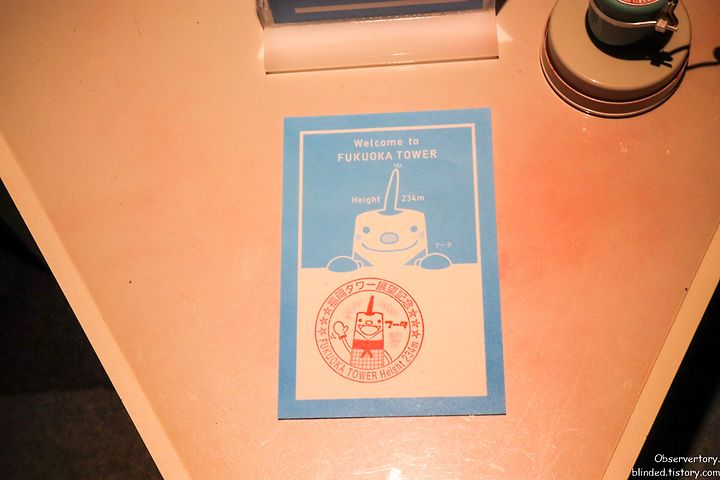 Welcome to
FUKUOKA TOWER
Height 234m
フータ
福岡タワー展望記念
フータ
FUKUOKA TOWER Height 234m
Observertory.
blinded.tistory.com